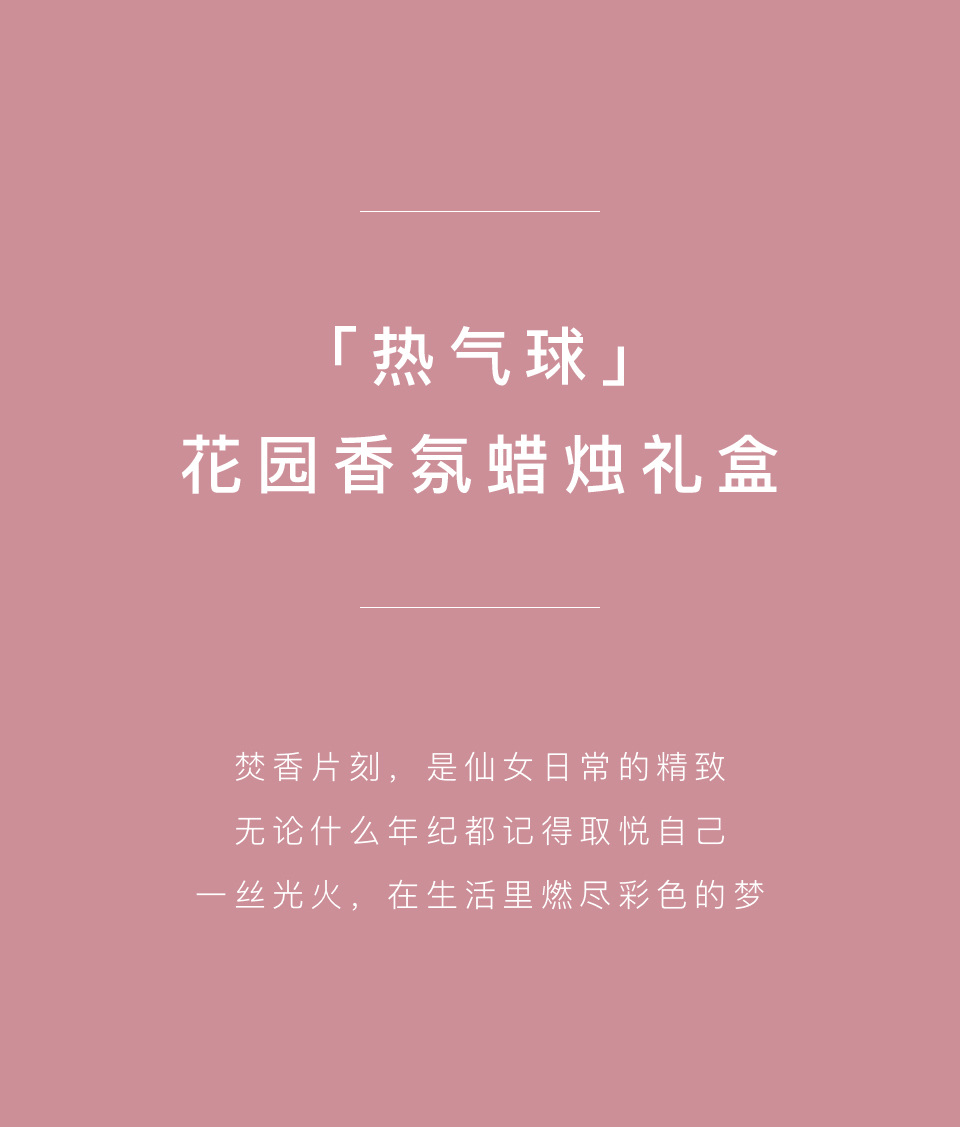 「热气球」
花园香氛蜡烛礼盒
焚香片刻，是仙女日常的精致
无论什么年纪都记得取悦自己
一丝光火，在生活里燃尽彩色的梦